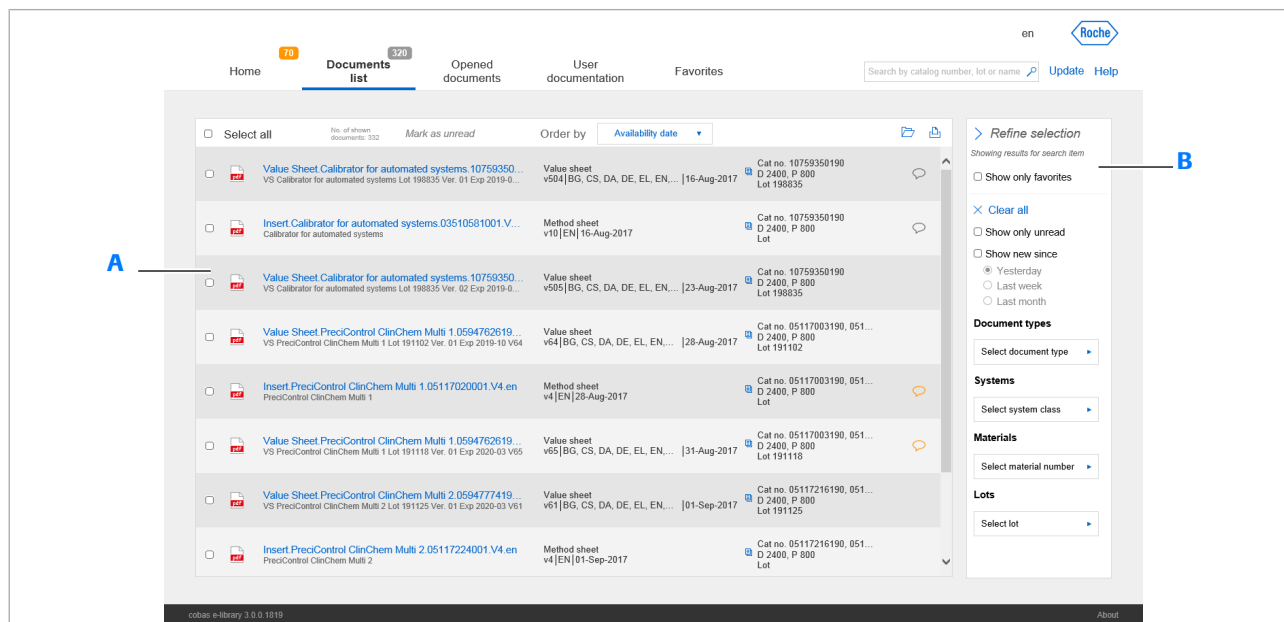 en
Roche
70
320
Home
Documents list
Opened documents
User documentation
Favorites
Search by catalog number, lot or name
Update
Help
Select all
No. of shown documents: 332
Mark as unread
Order by
Availability date
Value Sheet.Calibrator for automated systems.10759350...
VS Calibrator for automated systems Lot 198835 Ver. 01 Exp 2019-0...
Value sheet
v504|BG, CS, DA, DE, EL, EN,... |16-Aug-2017
Cat no. 10759350190
D 2400, P 800
Lot 198835
Insert.Calibrator for automated systems.03510581001.V...
Calibrator for automated systems
Method sheet
v10|EN|16-Aug-2017
Cat no. 10759350190
D 2400, P 800
Lot
Value Sheet.Calibrator for automated systems.10759350...
VS Calibrator for automated systems Lot 198835 Ver. 02 Exp 2019-0...
Value sheet
v505|BG, CS, DA, DE, EL, EN,... |23-Aug-2017
Cat no. 10759350190
D 2400, P 800
Lot 198835
Value Sheet.PreciControl ClinChem Multi 1.0594762619...
VS PreciControl ClinChem Multi 1 Lot 191102 Ver. 01 Exp 2019-10 V64
Value sheet
v64|BG, CS, DA, DE, EL, EN,... |28-Aug-2017
Cat no. 05117003190, 051...
D 2400, P 800
Lot 191102
Insert.PreciControl ClinChem Multi 1.05117020001.V4.en
PreciControl ClinChem Multi 1
Method sheet
v4|EN|28-Aug-2017
Cat no. 05117003190, 051...
D 2400, P 800
Lot
Value Sheet.PreciControl ClinChem Multi 1.0594762619...
VS PreciControl ClinChem Multi 1 Lot 191118 Ver. 01 Exp 2020-03 V65
Value sheet
v65|BG, CS, DA, DE, EL, EN,... |31-Aug-2017
Cat no. 05117003190, 051...
D 2400, P 800
Lot 191118
Value Sheet.PreciControl ClinChem Multi 2.0594777419...
VS PreciControl ClinChem Multi 2 Lot 191125 Ver. 01 Exp 2020-03 V61
Value sheet
v61|BG, CS, DA, DE, EL, EN,... |01-Sep-2017
Cat no. 05117216190, 051...
D 2400, P 800
Lot 191125
Insert.PreciControl ClinChem Multi 2.05117224001.V4.en
PreciControl ClinChem Multi 2
Method sheet
v4|EN|01-Sep-2017
Cat no. 05117216190, 051...
D 2400, P 800
Lot
pdf
pdf
pdf
pdf
pdf
pdf
pdf
pdf
A
Refine selection
Showing results for search item
B
Show only favorites
Clear all
Show only unread
Show new since
Yesterday
Last week
Last month
Document types
Select document type
Systems
Select system class
Materials
Select material number
Lots
Select lot
cobas e-library 3.0.0.1819
About